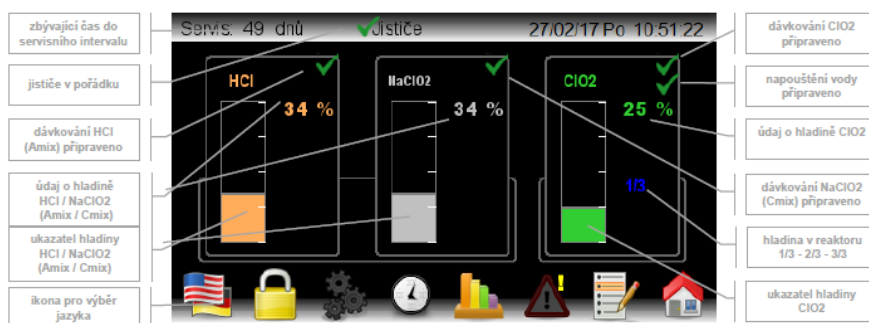 zbývající čas do
servisního intervalu
jističe v pořádku
dávkování HCl
(Amix) připraveno
údaj o hladině
HCl / NaClO2
(Amix / Cmix)
ukazatel hladiny
HCl / NaClO2
(Amix / Cmix)
ikona pro výběr
jazyka
Servis: 49 dnů
Jističe
27/02/17 Po 10:51:22
HCl
34 %
NaClO2
34 %
ClO2
25 %
1/3
dávkování ClO2
připraveno
napouštění vody
připraveno
údaj o hladině ClO2
dávkování NaClO2
(Cmix) připraveno
hladina v reaktoru
1/3 - 2/3 - 3/3
ukazatel hladiny
ClO2